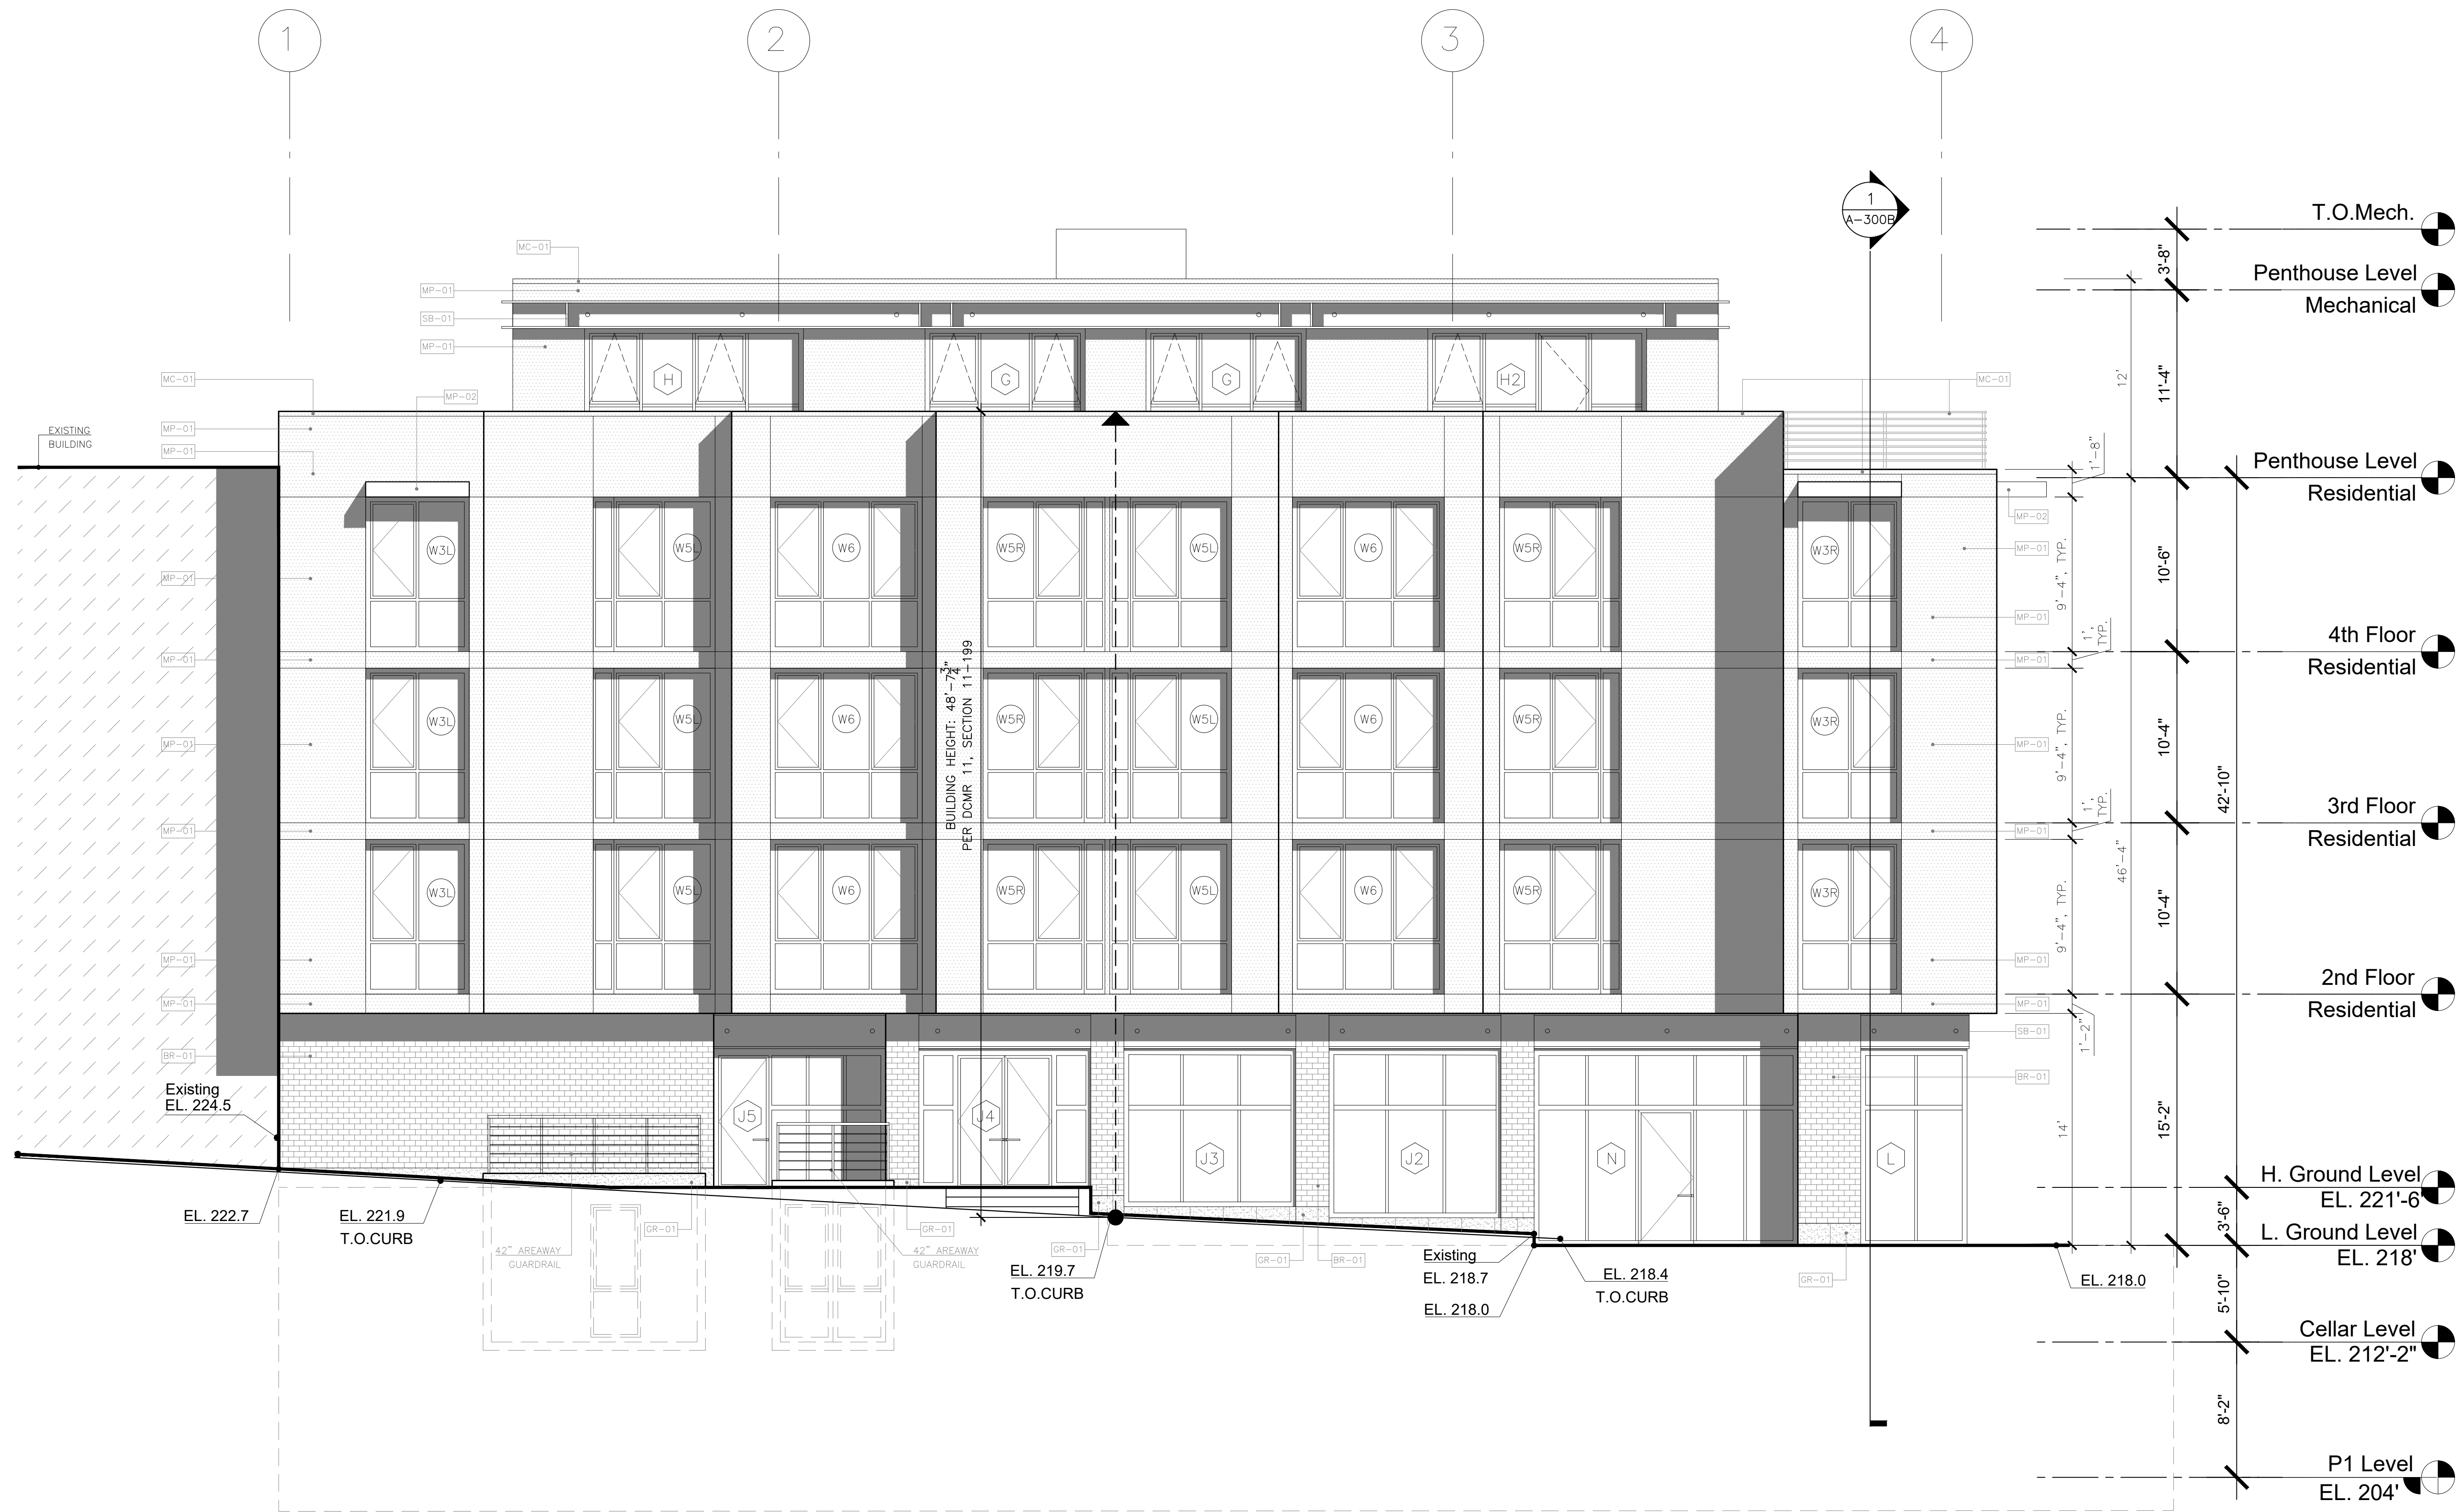 1
2
3
4
1
A-300B
T.O.Mech.
3'-8"
MC-01
Penthouse Level
Mechanical
MP-01
SB-01
MP-01
H
G
G
H2
MC-01
MP-02
MC-01
12'
11'-4"
EXISTING
BUILDING
MP-01
MP-01
1'-8"
Penthouse Level
Residential
MP-02
W3L
W5L
W6
W5R
W5L
W6
W5R
W3R
MP-01
MP-01
MP-01
9'-4", TYP.
10'-6"
1',
TYP.
4th Floor
Residential
MP-01
MP-01
BUILDING HEIGHT: 48'-7¾"
PER DCMR 11, SECTION 11-199
W3L
W5L
W6
W5R
W5L
W6
W5R
W3R
MP-01
MP-01
9'-4", TYP.
10'-4"
42'-10"
1',
TYP.
3rd Floor
Residential
MP-01
MP-01
46'-4"
W3L
W5L
W6
W5R
W5L
W6
W5R
W3R
9'-4", TYP.
10'-4"
MP-01
MP-01
2nd Floor
Residential
MP-01
MP-01
1'-2"
SB-01
BR-01
BR-01
Existing
EL. 224.5
J5
J4
J3
J2
N
L
14'
15'-2"
H. Ground Level
EL. 221'-6"
3'-6"
EL. 222.7
EL. 221.9
T.O.CURB
GR-01
GR-01
42" AREAWAY
GUARDRAIL
42" AREAWAY
GUARDRAIL
GR-01
GR-01
BR-01
L. Ground Level
EL. 218'
EL. 219.7
T.O.CURB
Existing
EL. 218.7
EL. 218.0
EL. 218.4
T.O.CURB
GR-01
EL. 218.0
5'-10"
Cellar Level
EL. 212'-2"
8'-2"
P1 Level
EL. 204'